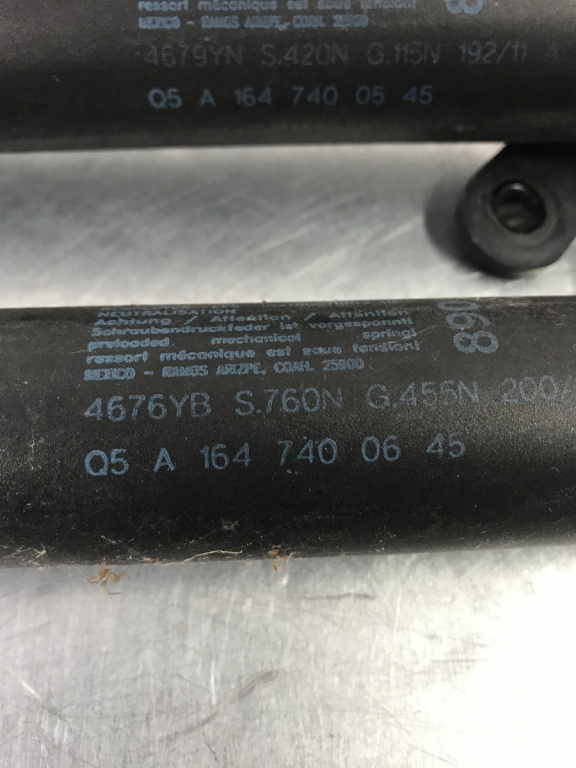 ressort mécanique est sous tension!
MEXICO - RAMOS ARIZPE, COAH. 25900
4679YN S.420N G.115N 192/11 A
Q5 A 164 740 05 45
NEUTRALISATION
Achtung / Attention / Attention
Schraubendruckfeder ist vorgespannt!
preloaded mechanical spring!
ressort mécanique est sous tension!
MEXICO - RAMOS ARIZPE, COAH. 25900
4676YB S.760N G.455N 200/
Q5 A 164 740 06 45
068